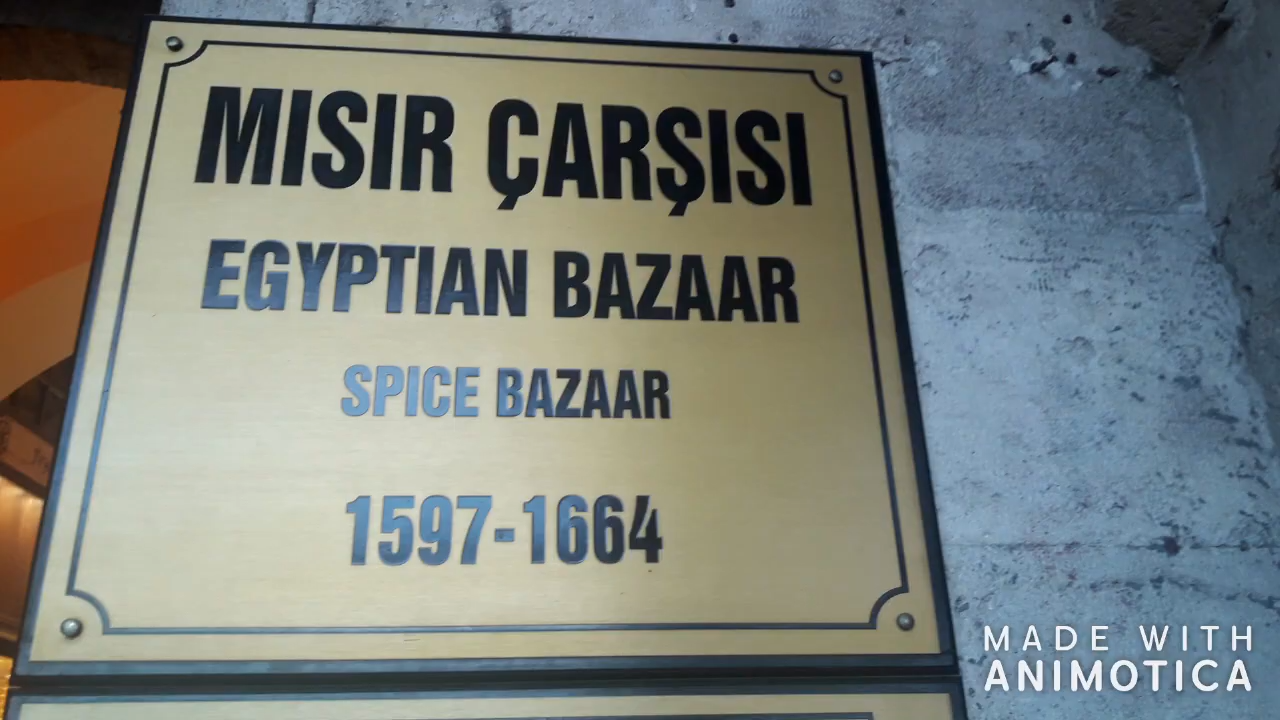 MISIR ÇARŞISI
EGYPTIAN BAZAAR
SPICE BAZAAR
1597-1664
MADE WITH
ANIMOTICA